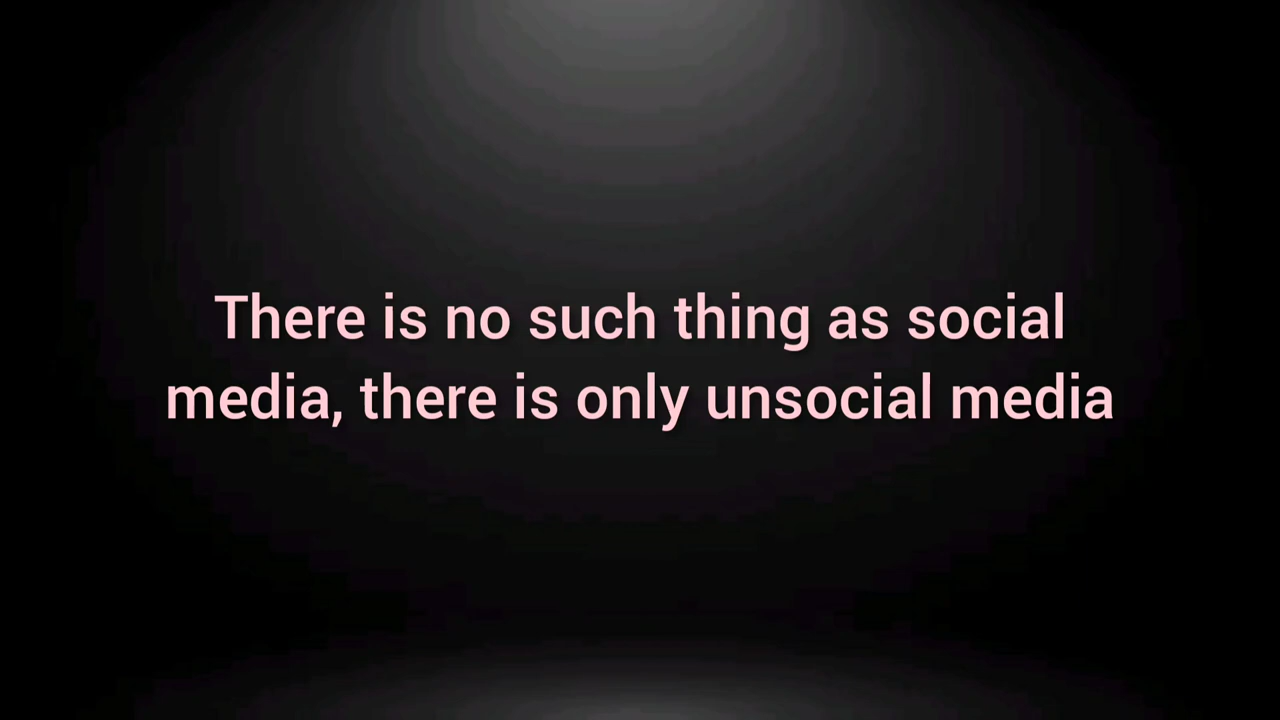 There is no such thing as social
media, there is only unsocial media